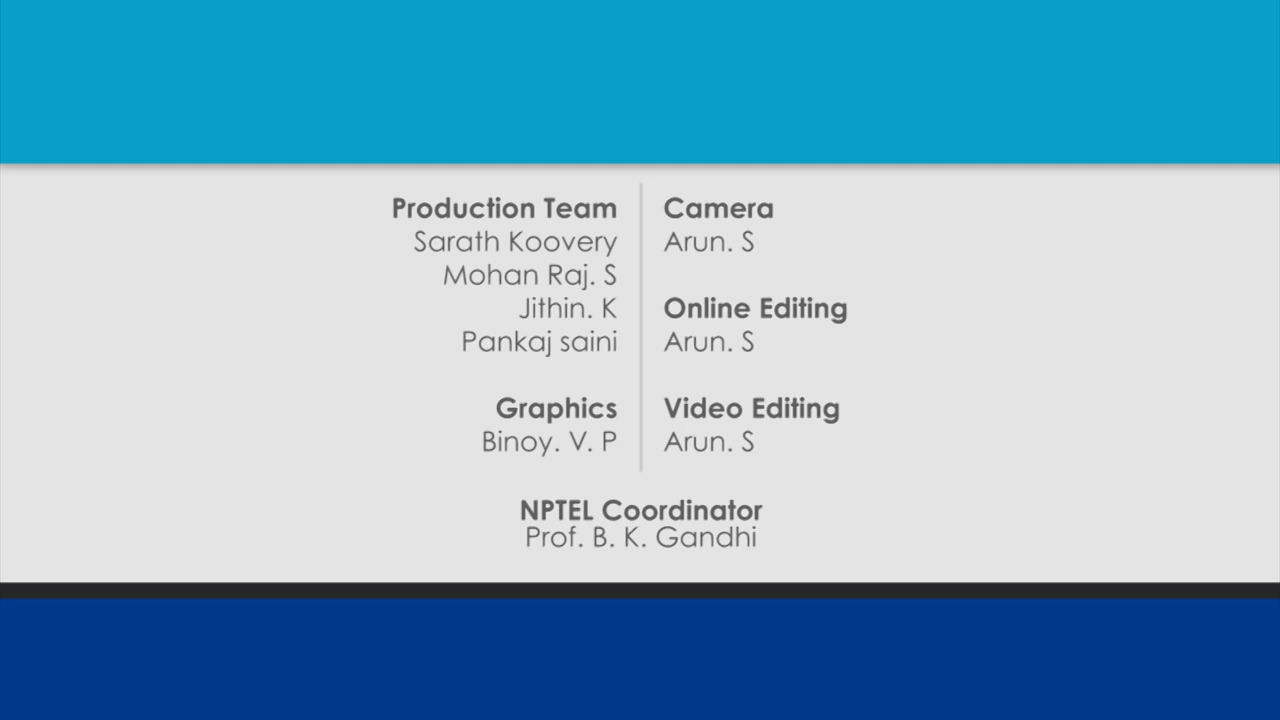 Production Team
Sarath Koovery
Mohan Raj. S
Jithin. K
Pankaj saini
Graphics
Binoy. V. P
Camera
Arun. S
Online Editing
Arun. S
Video Editing
Arun. S
NPTEL Coordinator
Prof. B. K. Gandhi